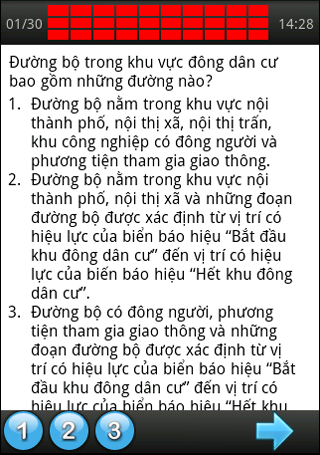 01/30
14:28
Đường bộ trong khu vực đông dân cư
bao gồm những đường nào?
1. Đường bộ nằm trong khu vực nội
thành phố, nội thị xã, nội thị trấn,
khu công nghiệp có đông người và
phương tiện tham gia giao thông.
2. Đường bộ nằm trong khu vực nội
thành phố, nội thị xã và những đoạn
đường bộ được xác định từ vị trí có
hiệu lực của biển báo hiệu “Bắt đầu
khu đông dân cư” đến vị trí có hiệu
lực của biến báo hiệu “Hết khu đông
dân cư”.
3. Đường bộ có đông người, phương
tiện tham gia giao thông và những
đoạn đường bộ được xác định từ vị
trí có hiệu lực của biển báo hiệu “Bắt
đầu khu đông dân cư” đến vị trí có
hiệu lực của biển báo hiệu “Hết khu
1 2 3